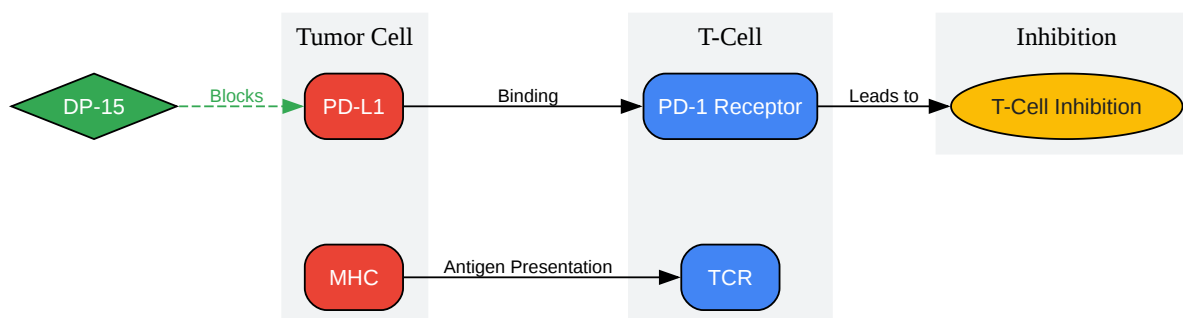 Tumor Cell
T-Cell
Inhibition
DP-15
Blocks
PD-L1
Binding
PD-1 Receptor
Leads to
T-Cell Inhibition
MHC
Antigen Presentation
TCR